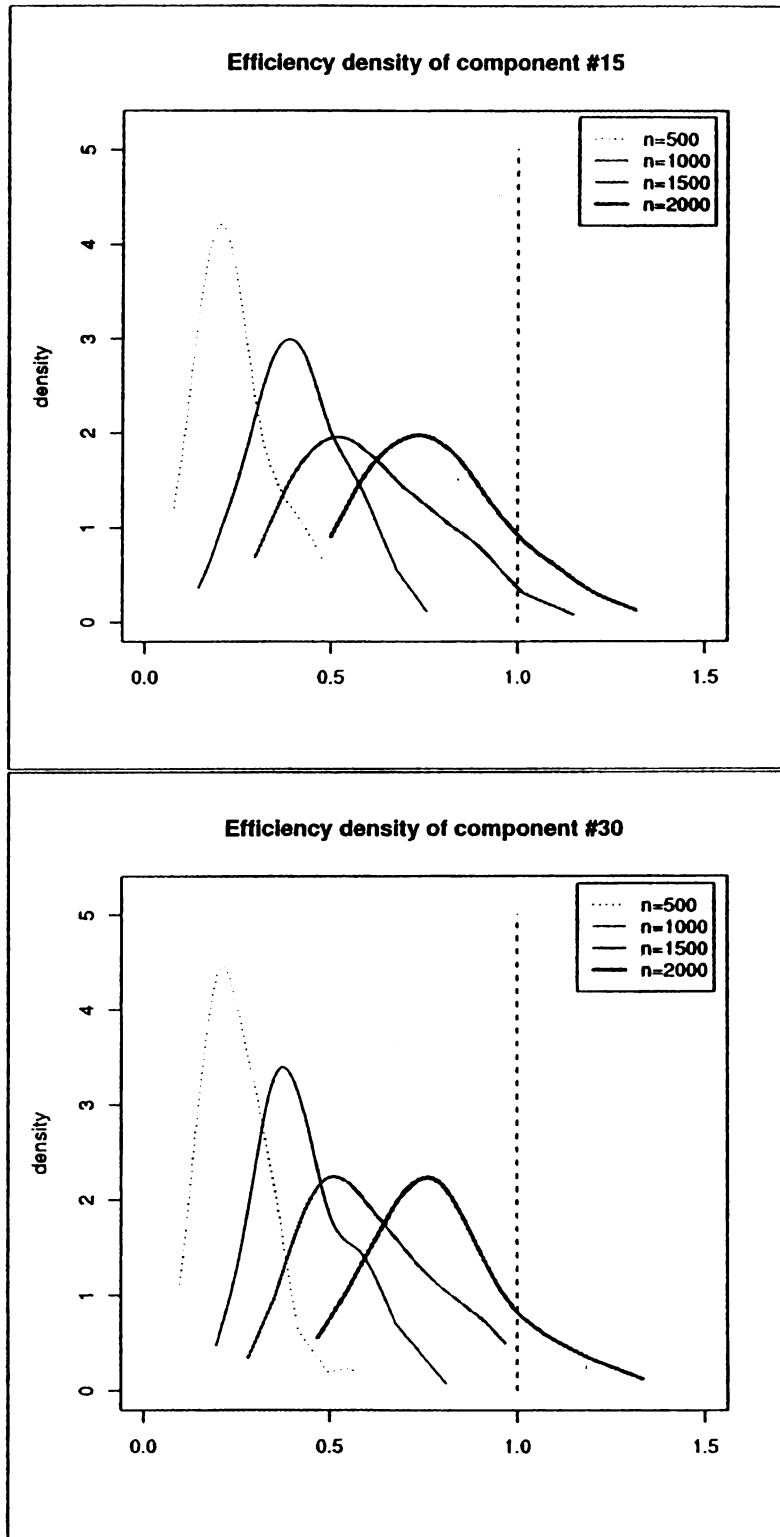 Efficiency density of component #15
n=500
n=1000
n=1500
n=2000
5
4
3
2
1
0
density
0.0 0.5 1.0 1.5
Efficiency density of component #30
n=500
n=1000
n=1500
n=2000
5
4
3
2
1
0
density
0.0 0.5 1.0 1.5